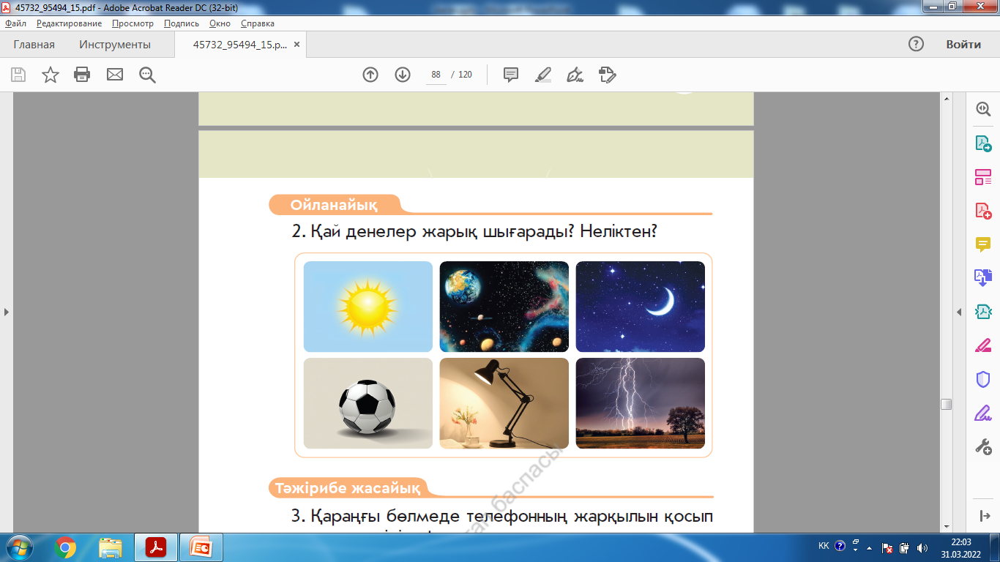 45732_95494_15.pdf - Adobe Acrobat Reader DC (32-bit)
Файл Редактирование Просмотр Подпись Окно Справка
Главная Инструменты 45732_95494_15.p... × Войти
88 / 120
Ойланайық
2. Қай денелер жарық шығарады? Неліктен?
баспасы
Тәжірибе жасайық
3. Қараңғы бөлмеде телефонның жарқылын қосып
KK
22:03
31.03.2022